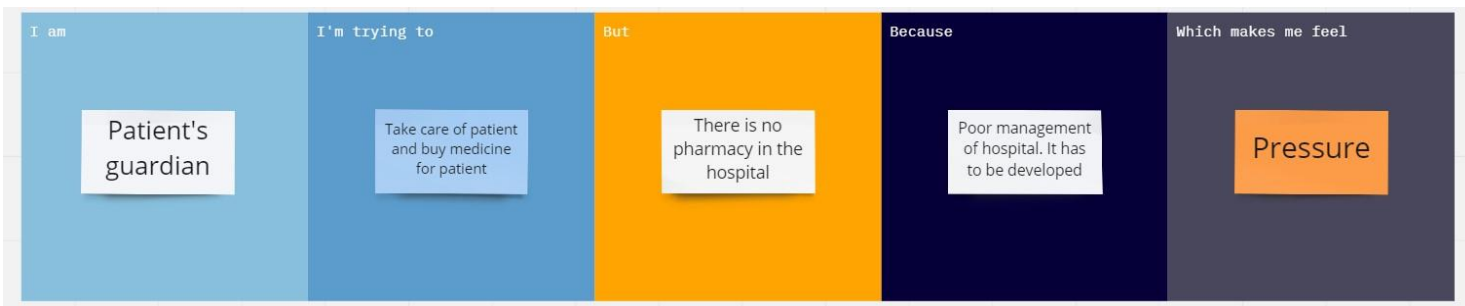 I am
Patient's
guardian
I'm trying to
Take care of patient
and buy medicine
for patient
But
There is no
pharmacy in the
hospital
Because
Poor management
of hospital. It has
to be developed
Which makes me feel
Pressure